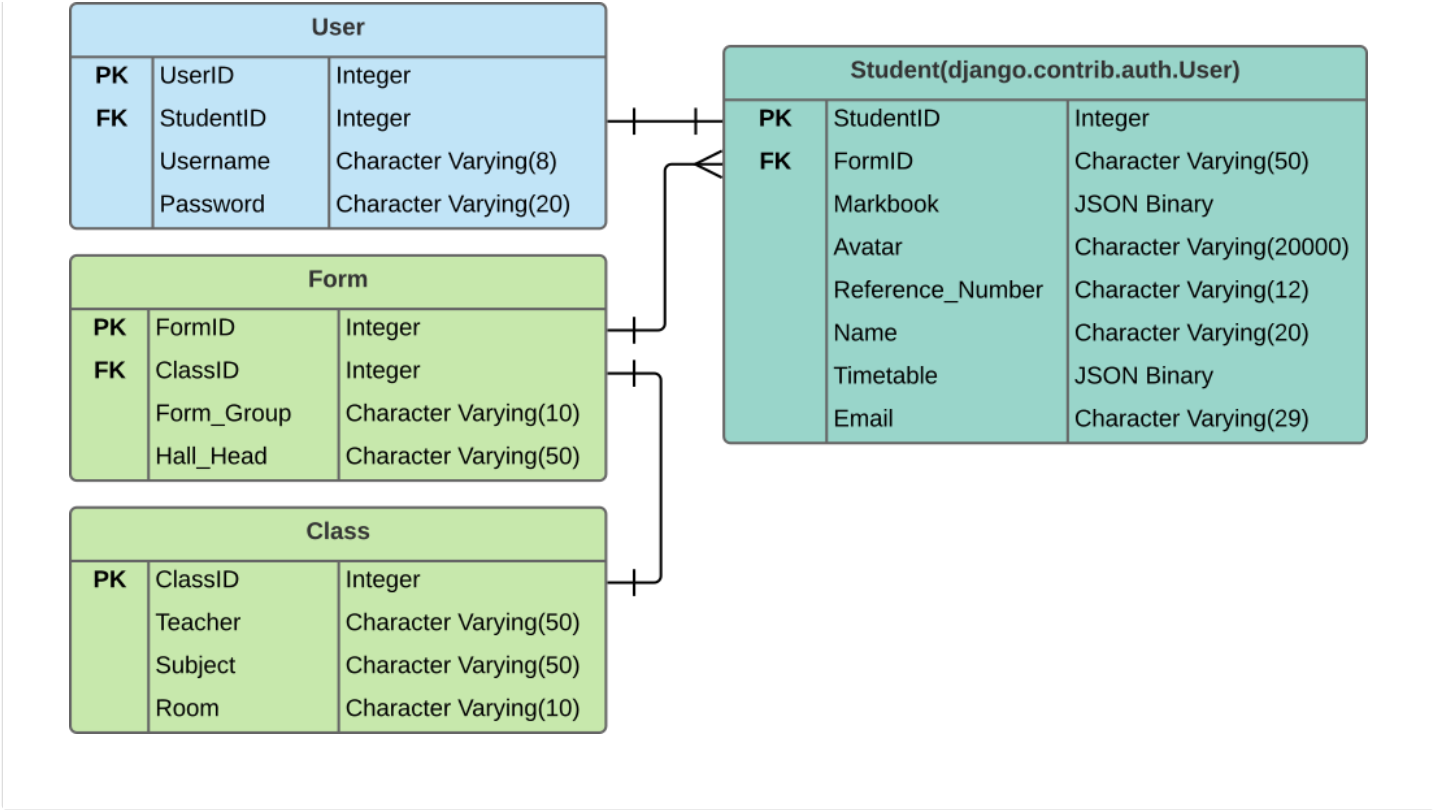 User
PK UserID Integer
FK StudentID Integer
Username Character Varying(8)
Password Character Varying(20)
Student(django.contrib.auth.User)
PK StudentID Integer
FK FormID Character Varying(50)
Markbook JSON Binary
Avatar Character Varying(20000)
Reference_Number Character Varying(12)
Name Character Varying(20)
Timetable JSON Binary
Email Character Varying(29)
Form
PK FormID Integer
FK ClassID Integer
Form_Group Character Varying(10)
Hall_Head Character Varying(50)
Class
PK ClassID Integer
Teacher Character Varying(50)
Subject Character Varying(50)
Room Character Varying(10)